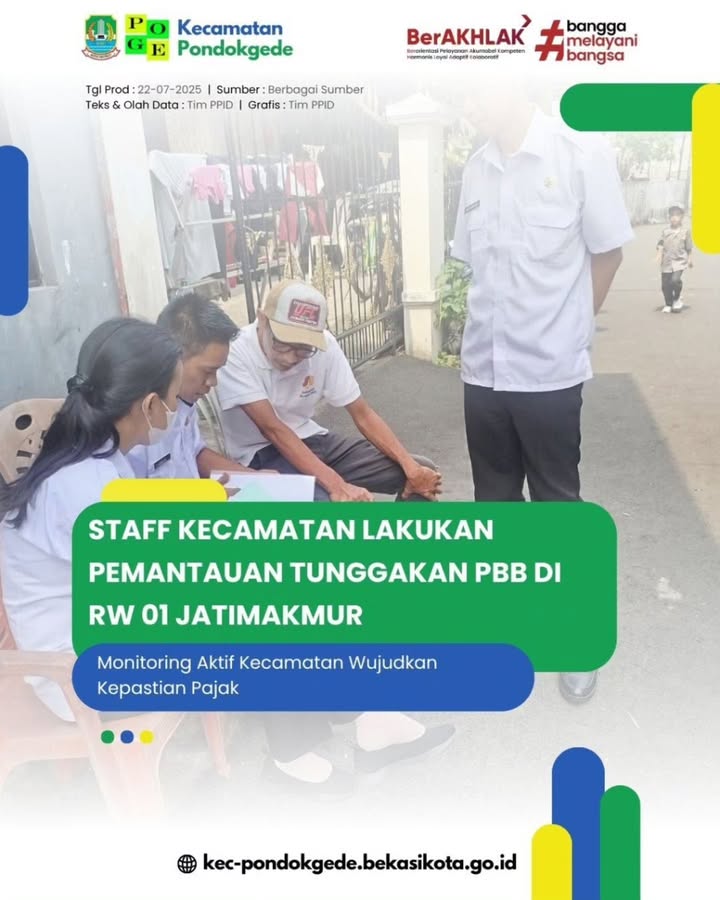 POGE
Kecamatan
Pondokgede
BerAKHLAK
Berorientasi Pelayanan Akuntabel Kompeten
Harmonis Loyal Adaptif Kolaboratif
#bangga
melayani
bangsa
Tgl Prod : 22-07-2025 | Sumber : Berbagai Sumber
Teks & Olah Data : Tim PPID | Grafis : Tim PPID
UFC
STAFF KECAMATAN LAKUKAN
PEMANTAUAN TUNGGAKAN PBB DI
RW 01 JATIMAKMUR
Monitoring Aktif Kecamatan Wujudkan
Kepastian Pajak
kec-pondokgede.bekasikota.go.id